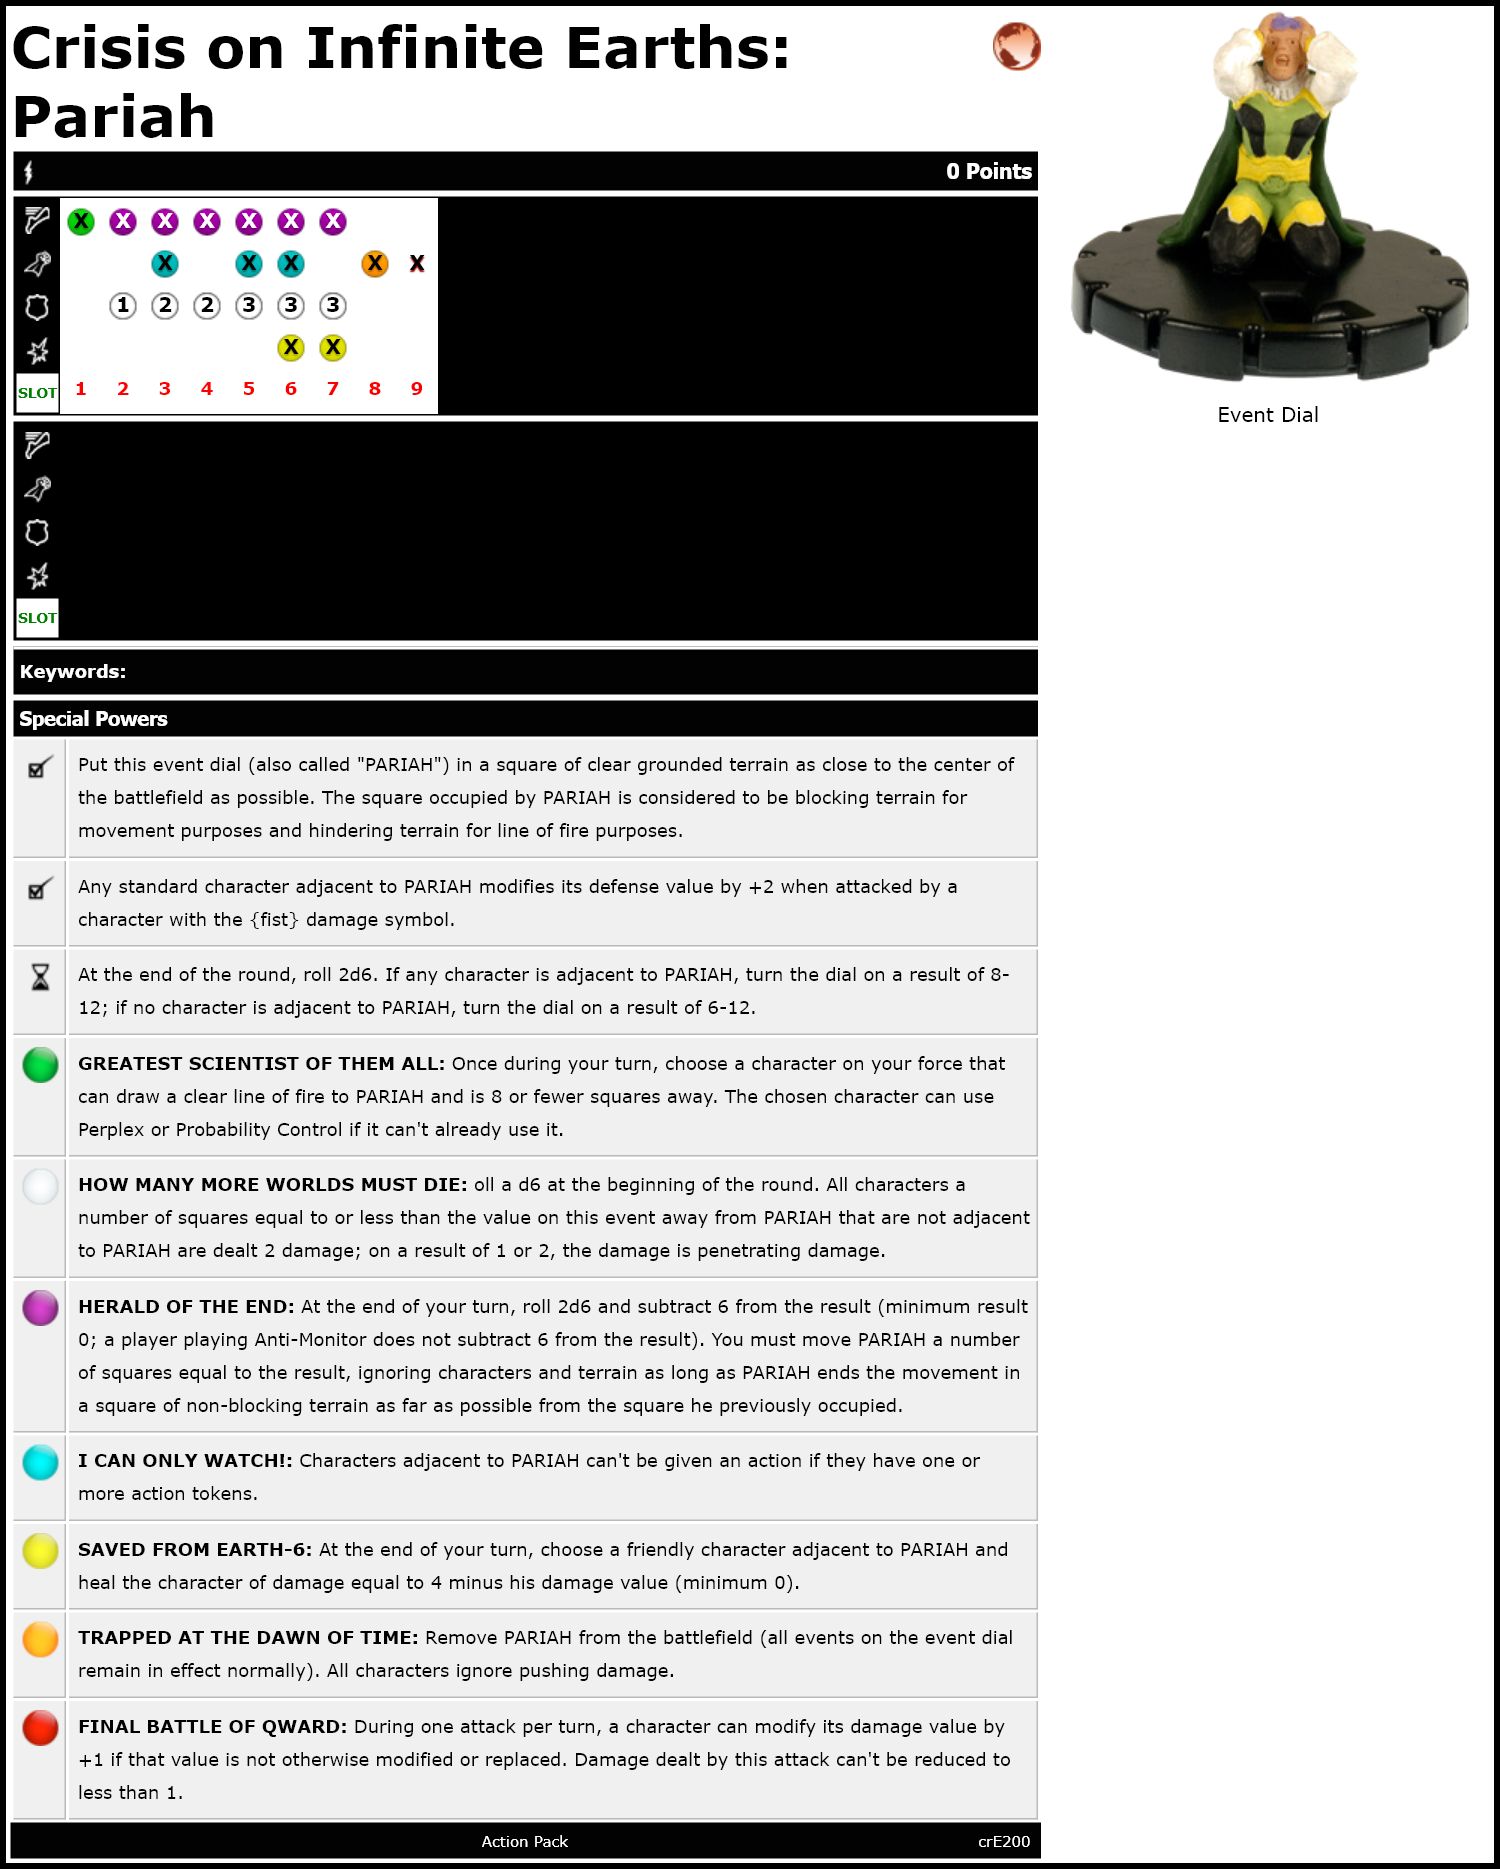 Crisis on Infinite Earths:
Pariah
0 Points
X X X X X X X
X X X X X
1 2 2 3 3 3
X X
SLOT 1 2 3 4 5 6 7 8 9
Event Dial
SLOT
Keywords:
Special Powers
Put this event dial (also called "PARIAH") in a square of clear grounded terrain as close to the center of
the battlefield as possible. The square occupied by PARIAH is considered to be blocking terrain for
movement purposes and hindering terrain for line of fire purposes.
Any standard character adjacent to PARIAH modifies its defense value by +2 when attacked by a
character with the {fist} damage symbol.
At the end of the round, roll 2d6. If any character is adjacent to PARIAH, turn the dial on a result of 8-
12; if no character is adjacent to PARIAH, turn the dial on a result of 6-12.
GREATEST SCIENTIST OF THEM ALL: Once during your turn, choose a character on your force that
can draw a clear line of fire to PARIAH and is 8 or fewer squares away. The chosen character can use
Perplex or Probability Control if it can't already use it.
HOW MANY MORE WORLDS MUST DIE: oll a d6 at the beginning of the round. All characters a
number of squares equal to or less than the value on this event away from PARIAH that are not adjacent
to PARIAH are dealt 2 damage; on a result of 1 or 2, the damage is penetrating damage.
HERALD OF THE END: At the end of your turn, roll 2d6 and subtract 6 from the result (minimum result
0; a player playing Anti-Monitor does not subtract 6 from the result). You must move PARIAH a number
of squares equal to the result, ignoring characters and terrain as long as PARIAH ends the movement in
a square of non-blocking terrain as far as possible from the square he previously occupied.
I CAN ONLY WATCH!: Characters adjacent to PARIAH can't be given an action if they have one or
more action tokens.
SAVED FROM EARTH-6: At the end of your turn, choose a friendly character adjacent to PARIAH and
heal the character of damage equal to 4 minus his damage value (minimum 0).
TRAPPED AT THE DAWN OF TIME: Remove PARIAH from the battlefield (all events on the event dial
remain in effect normally). All characters ignore pushing damage.
FINAL BATTLE OF QWARD: During one attack per turn, a character can modify its damage value by
+1 if that value is not otherwise modified or replaced. Damage dealt by this attack can't be reduced to
less than 1.
Action Pack
crE200